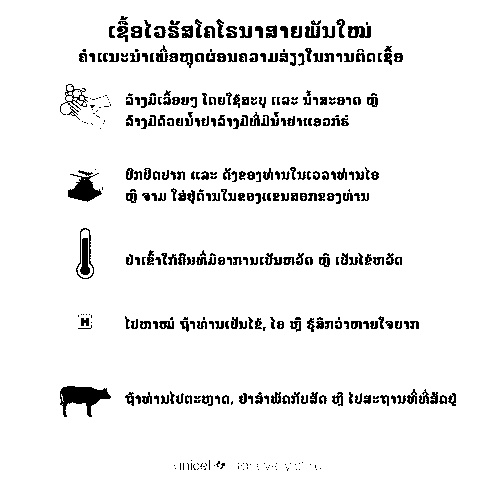 ເຊື້ອໄວຣັສໂຄໂຣນາສາຍພັນໃໝ່
ຄຳແນະນຳເພື່ອຫຼຸດຜ່ອນຄວາມສ່ຽງໃນການຕິດເຊື້ອ
ລ້າງມືເລື້ອຍໆ ໂດຍໃຊ້ສະບູ ແລະ ນ້ຳສະອາດ ຫຼື
ລ້າງມືດ້ວຍນ້ຳຢາລ້າງມືທີ່ມີນ້ຳຢາແອວກໍຮໍ
ປົກປິດປາກ ແລະ ດັງຂອງທ່ານໃນເວລາທ່ານໄອ
ຫຼື ຈາມ ໃສ່ຢູ່ດ້ານໃນຂອງແຂນສອກຂອງທ່ານ
ຢ່າເຂົ້າໃກ້ຄົນທີ່ມີອາການເປັນຫວັດ ຫຼື ເປັນໄຂ້ຫວັດ
H
ໄປຫາໝໍ ຖ້າທ່ານເປັນໄຂ້, ໄອ ຫຼື ຮູ້ສຶກວ່າຫາຍໃຈຍາກ
ຖ້າທ່ານໄປຕະຫຼາດ, ຢ່າສຳພັດກັບສັດ ຫຼື ໄປສະຖານທີ່ທີ່ສັດຢູ່
unicef